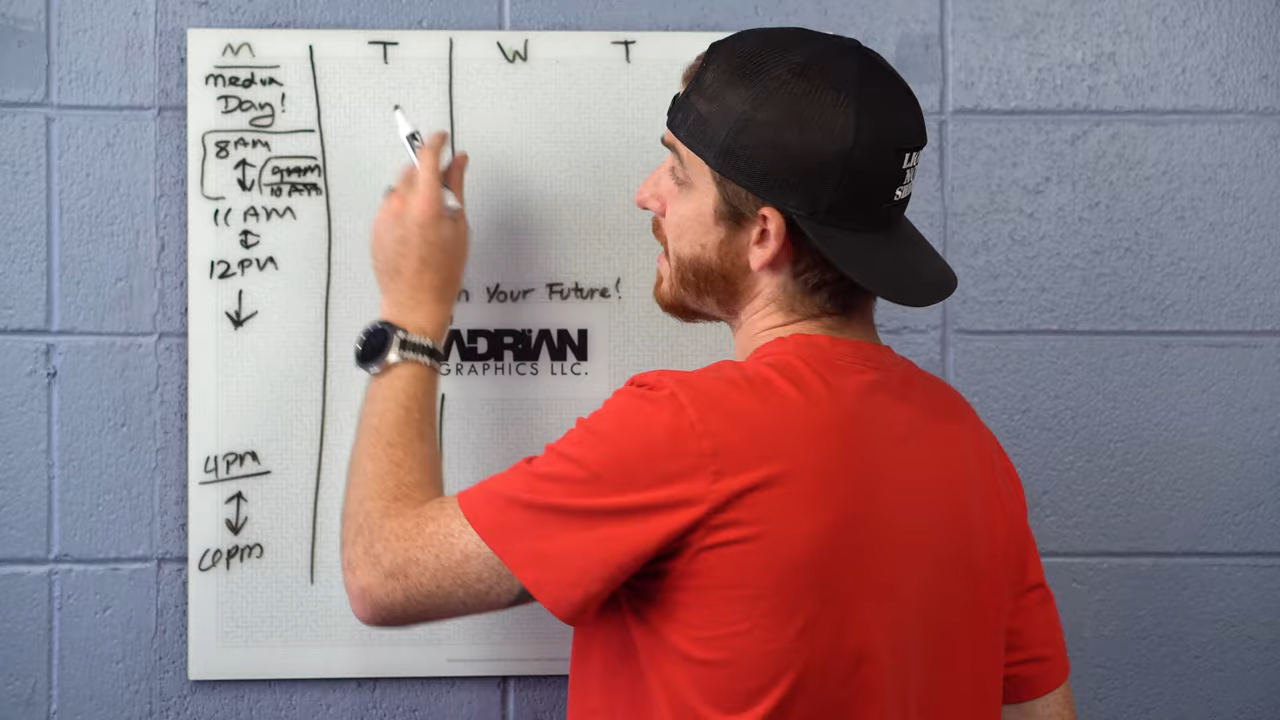 M T W T
Media
Day!
8AM
9AM
10AM
11 AM
12PM
4PM
6PM
Your Future!
ADRIAN
GRAPHICS LLC.